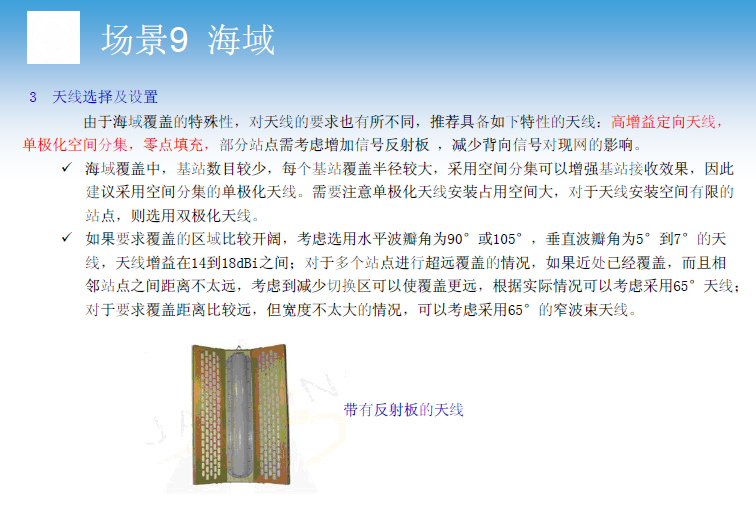 场景9 海域
3 天线选择及设置
由于海域覆盖的特殊性，对天线的要求也有所不同，推荐具备如下特性的天线：高增益定向天线，
单极化空间分集，零点填充，部分站点需考虑增加信号反射板 ，减少背向信号对现网的影响。
✓ 海域覆盖中，基站数目较少，每个基站覆盖半径较大，采用空间分集可以增强基站接收效果，因此
建议采用空间分集的单极化天线。需要注意单极化天线安装占用空间大，对于天线安装空间有限的
站点，则选用双极化天线。
✓ 如果要求覆盖的区域比较开阔，考虑选用水平波瓣角为90°或105°，垂直波瓣角为5°到7°的天
线，天线增益在14到18dBi之间；对于多个站点进行超远覆盖的情况，如果近处已经覆盖，而且相
邻站点之间距离不太远，考虑到减少切换区可以使覆盖更远，根据实际情况可以考虑采用65°天线；
对于要求覆盖距离比较远，但宽度不太大的情况，可以考虑采用65°的窄波束天线。
带有反射板的天线